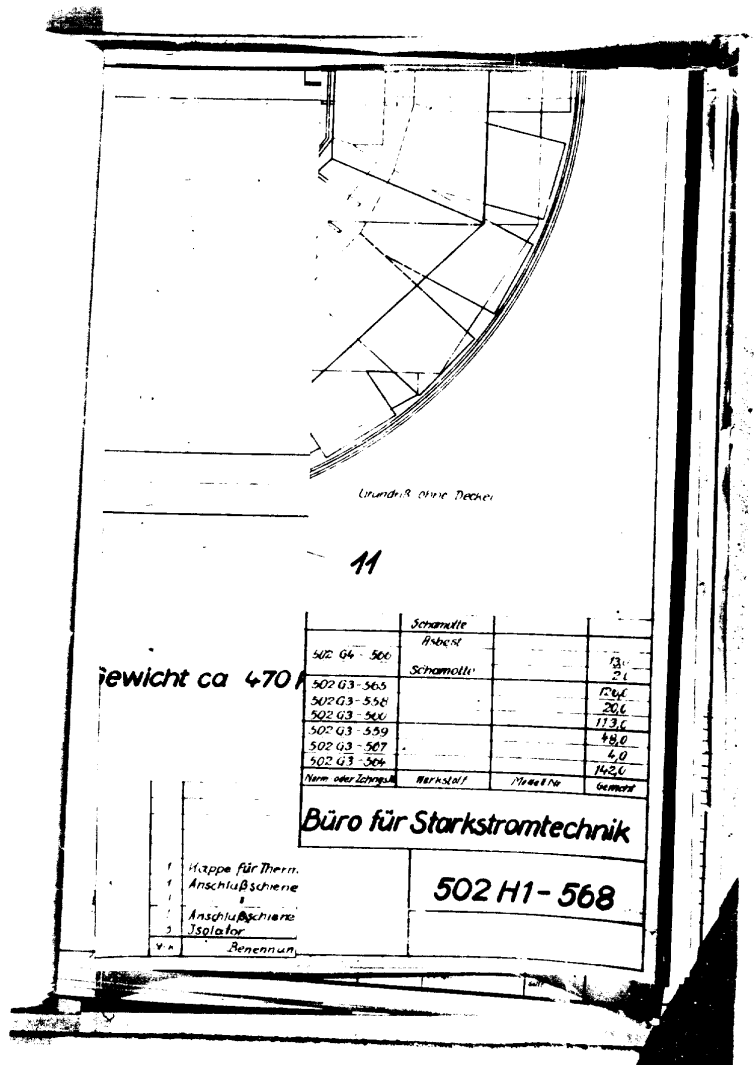 Grundriß ohne Deckel
11
Gewicht ca 470
Schamotte
Asbest
502 G4 - 566
Schamotte
502 G3-565
502 G3-558 20,0
502 G3-560 113,0
502 G3-559 48,0
502 G3-567 4,0
502 G3-564 142,0
Norm oder Zchngs.N Werkstoff Modell Nr Gewicht
Büro für Starkstromtechnik
502 H1-568
1 Kappe für Therm.
1 Anschlußschiene
Anschlußschiene
Isolator
Benennun